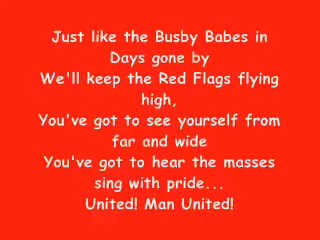 Just like the Busby Babes in
Days gone by
We'll keep the Red Flags flying
high,
You've got to see yourself from
far and wide
You've got to hear the masses
sing with pride...
United! Man United!